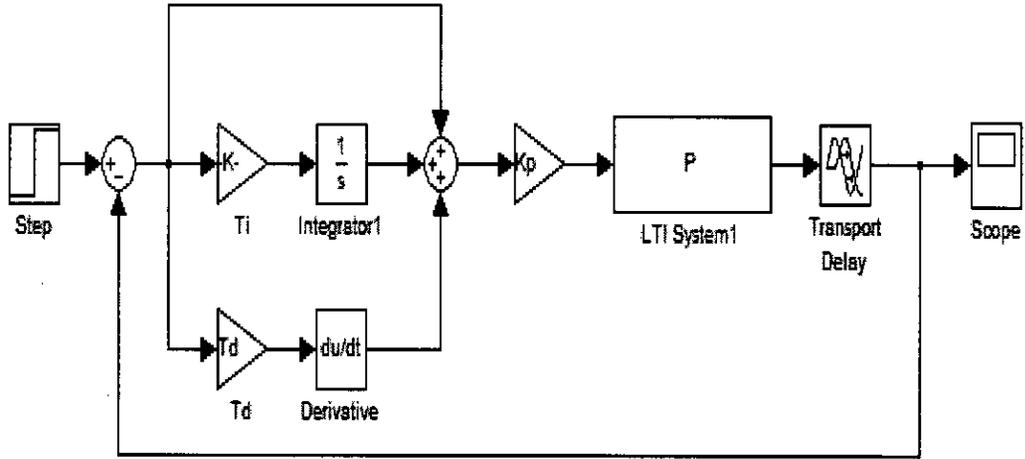 Step
+
−
-K-
Ti
1
s
Integrator1
+
+
+
Kp
P
LTI System1
Transport
Delay
Scope
Td
Td
du/dt
Derivative